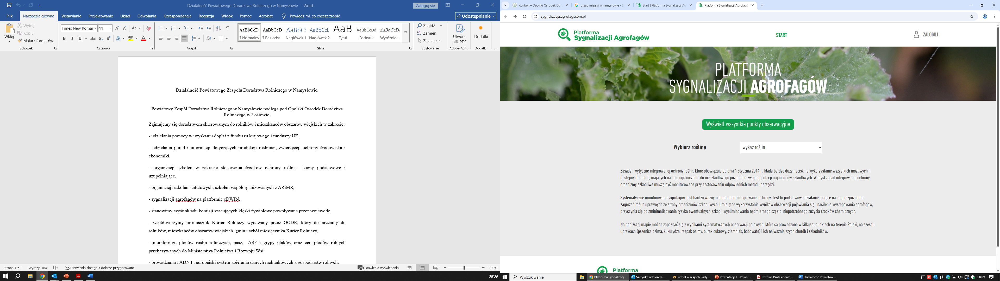 Działalność Powiatowego Doradztwa Rolniczego w Namysłowie - Word
Zaloguj się
Plik
Narzędzia główne
Wstawianie
Projektowanie
Układ
Odwołania
Korespondencja
Recenzja
Widok
Pomoc
Acrobat
Powiedz mi, co chcesz zrobić
Udostępnianie
Wklej
Wytnij
Kopiuj
Malarz formatów
Schowek
Times New Romar
11
Czcionka
Akapit
AaBbCcD
¶ Normalny
AaBbCcD
¶ Bez odst...
AaBbC(
Nagłówek 1
AaBbCcE
Nagłówek 2
AaB
Tytuł
AaBbCcDd
Podtytuł
AaBbCcD
Wyróżnie...
Style
Znajdź
Zamień
Zaznacz
Edytowanie
Utwórz
plik PDF
Adobe Acr...
Dodatki
Dodatki
Działalność Powiatowego Zespołu Doradztwa Rolniczego w Namysłowie.
Powiatowy Zespół Doradztwa Rolniczego w Namysłowie podlega pod Opolski Ośrodek Doradztwa
Rolniczego w Łosiowie.
Zajmujemy się doradztwem skierowanym do rolników i mieszkańców obszarów wiejskich w zakresie:
- udzielania pomocy w uzyskaniu dopłat z funduszu krajowego i funduszy UE,
- udzielania porad i informacji dotyczących produkcji roślinnej, zwierzęcej, ochrony środowiska i
ekonomiki,
- organizacji szkoleń w zakresie stosowania środków ochrony roślin – kursy podstawowe i
uzupełniające,
- organizacji szkoleń statutowych, szkoleń współorganizowanych z ARiMR,
- sygnalizacji agrofagów na platformie eDWIN,
- stanowimy część składu komisji szacujących klęski żywiołowe powoływane przez wojewodę,
- współtworzymy miesięcznik Kurier Rolniczy wydawany przez OODR, który dostarczamy do
rolników, mieszkańców obszarów wiejskich, gmin i szkół miesięcznika Kurier Rolniczy,
- monitoringu plonów roślin rolniczych, pasz, ASF i grypy ptaków oraz cen płodów rolnych
przekazywanych do Ministerstwa Rolnictwa i Rozwoju Wsi,
- prowadzenia FADN tj. europejski system zbierania danych rachunkowych z gospodarstw rolnych,
Strona 1 z 1
Wyrazy: 184
Ułatwienia dostępu: dobrze przygotowane
Ustawienia wyświetlania
100%
08:09
Kontakt – Opolski Ośrodek Dor
urząd miejski w namysłowie - S
Start | Platforma Sygnalizacji Ag
Platforma Sygnalizacji Agrofag
sygnalizacja.agrofagi.com.pl
Platforma
Sygnalizacji Agrofagów
START
ZALOGUJ
PLATFORMA
SYGNALIZACJI AGROFAGÓW
Wyświetl wszystkie punkty obserwacyjne
Wybierz roślinę
wykaz roślin
Zasady i wytyczne integrowanej ochrony roślin, które obowiązują od dnia 1 stycznia 2014 r., kładą bardzo duży nacisk na wykorzystanie wszystkich możliwych i
dostępnych metod, mających na celu ograniczenie do nieszkodliwego poziomu rozwoju populacji organizmów szkodliwych. W myśl zasad integrowanej ochrony,
organizmy szkodliwe muszą być monitorowane przy zastosowaniu odpowiednich metod i narzędzi.
Systematyczne monitorowanie agrofagów jest bardzo ważnym elementem integrowanej ochrony. Jest to podstawowe działanie mające na celu rozpoznanie
zagrożeń roślin uprawnych ze strony organizmów szkodliwych. Umiejętne wykorzystanie wyników obserwacji pojawiania się i nasilenia występowania agrofagów,
przyczynia się do zminimalizowania ryzyka ewentualnych szkód i wyeliminowania nadmiernego często, niepotrzebnego zużycia środków chemicznych.
Na poniższej mapie można zapoznać się z wynikami systematycznych obserwacji polowych, które są prowadzone w kilkuset punktach na terenie Polski, na sześciu
uprawach (pszenica ozima, kukurydza, rzepak ozimy, burak cukrowy, ziemniak, bobowate) i ich najważniejszych chorób i szkodników.
Platforma
Wyszukiwanie
Platforma Sygnalizacj...
Skrzynka odbiorcza ...
udział w sesjach Rady...
Prezentacja1 - Power...
Różowa Profesjonaln...
Działalność Powiatow...
08:09